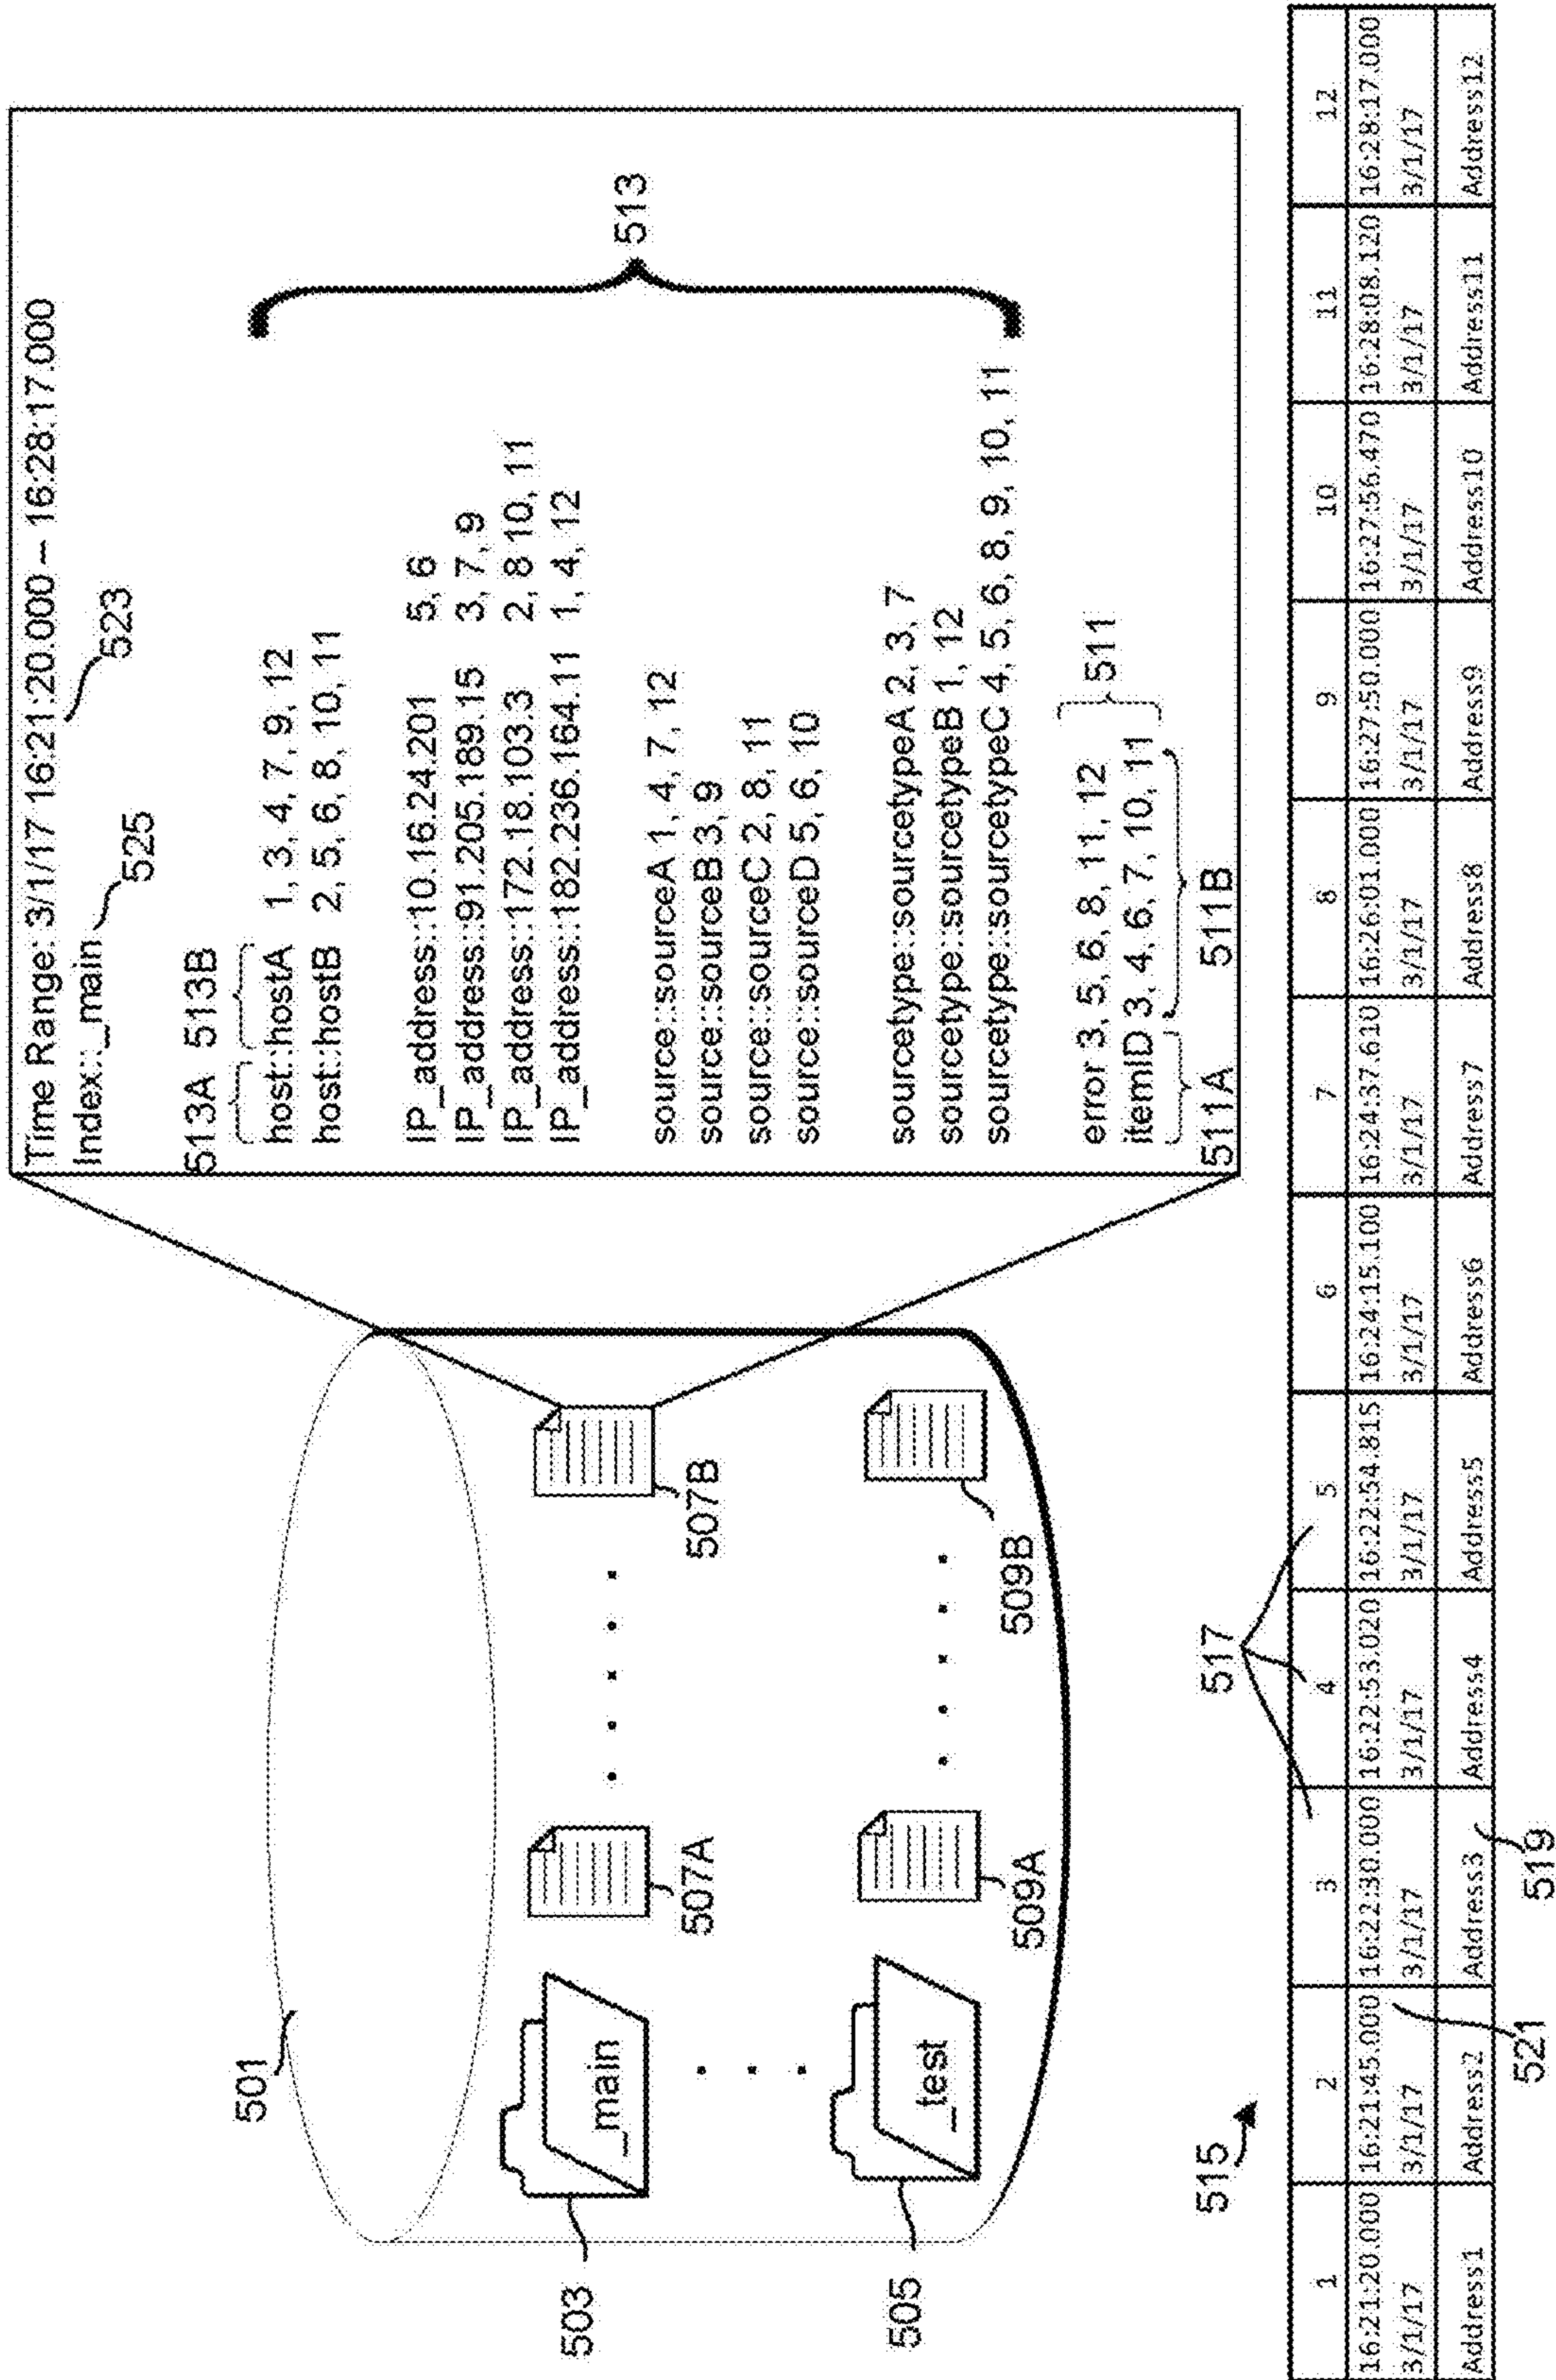 Time Range: 3/1/17 16:21:20.000 – 16:28:17.000
523
Index::_main
525
513A 513B
host::hostA 1, 3, 4, 7, 9, 12
host::hostB 2, 5, 6, 8, 10, 11
IP_address::10.16.24.201 5, 6
IP_address::91.205.189.15 3, 7, 9
IP_address::172.18.103.3 2, 8 10, 11
IP_address::182.236.164.11 1, 4, 12
513
source::sourceA 1, 4, 7, 12
source::sourceB 3, 9
source::sourceC 2, 8, 11
source::sourceD 5, 6, 10
sourcetype::sourcetypeA 2, 3, 7
sourcetype::sourcetypeB 1, 12
sourcetype::sourcetypeC 4, 5, 6, 8, 9, 10, 11
error 3, 5, 6, 8, 11, 12
itemID 3, 4, 6, 7, 10, 11
511
511A 511B
501
503
_main
507A
507B
505
_test
509A
509B
515
517
1 2 3 4 5 6 7 8 9 10 11 12
16:21:20.000 16:21:45.000 16:22:30.000 16:22:53.020 16:22:54.815 16:24:15.100 16:24:37.610 16:26:01.000 16:27:50.000 16:27:56.470 16:28:08.120 16:28:17.000
3/1/17 3/1/17 3/1/17 3/1/17 3/1/17 3/1/17 3/1/17 3/1/17 3/1/17 3/1/17 3/1/17 3/1/17
Address1 Address2 Address3 Address4 Address5 Address6 Address7 Address8 Address9 Address10 Address11 Address12
521
519